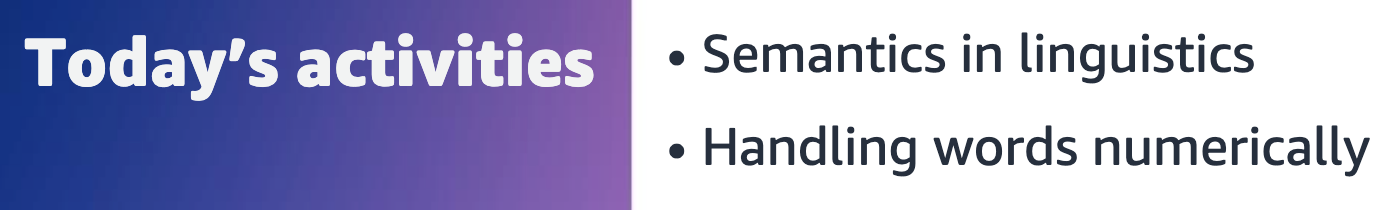 Today’s activities
• Semantics in linguistics
• Handling words numerically